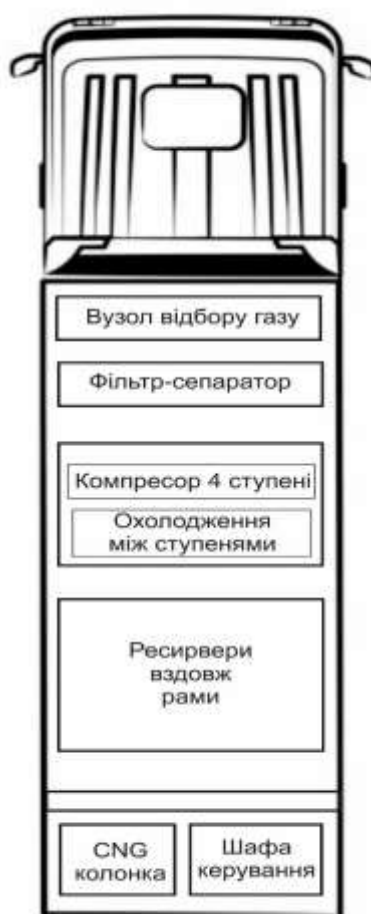 Вузол відбору газу
Фільтр-сепаратор
Компресор 4 ступені
Охолодження
між ступенями
Ресирвери
вздовж
рами
CNG
колонка
Шафа
керування